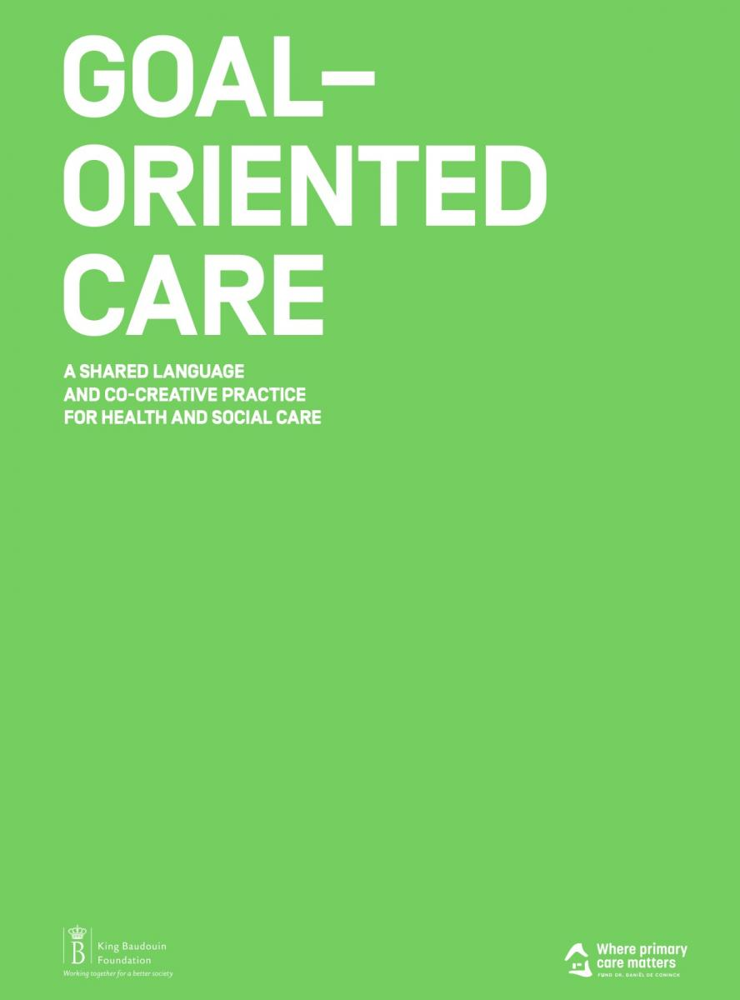 GOAL–
ORIENTED
CARE
A SHARED LANGUAGE
AND CO-CREATIVE PRACTICE
FOR HEALTH AND SOCIAL CARE
B
King Baudouin
Foundation
Working together for a better society
Where primary
care matters
FUND DR. DANIËL DE CONINCK